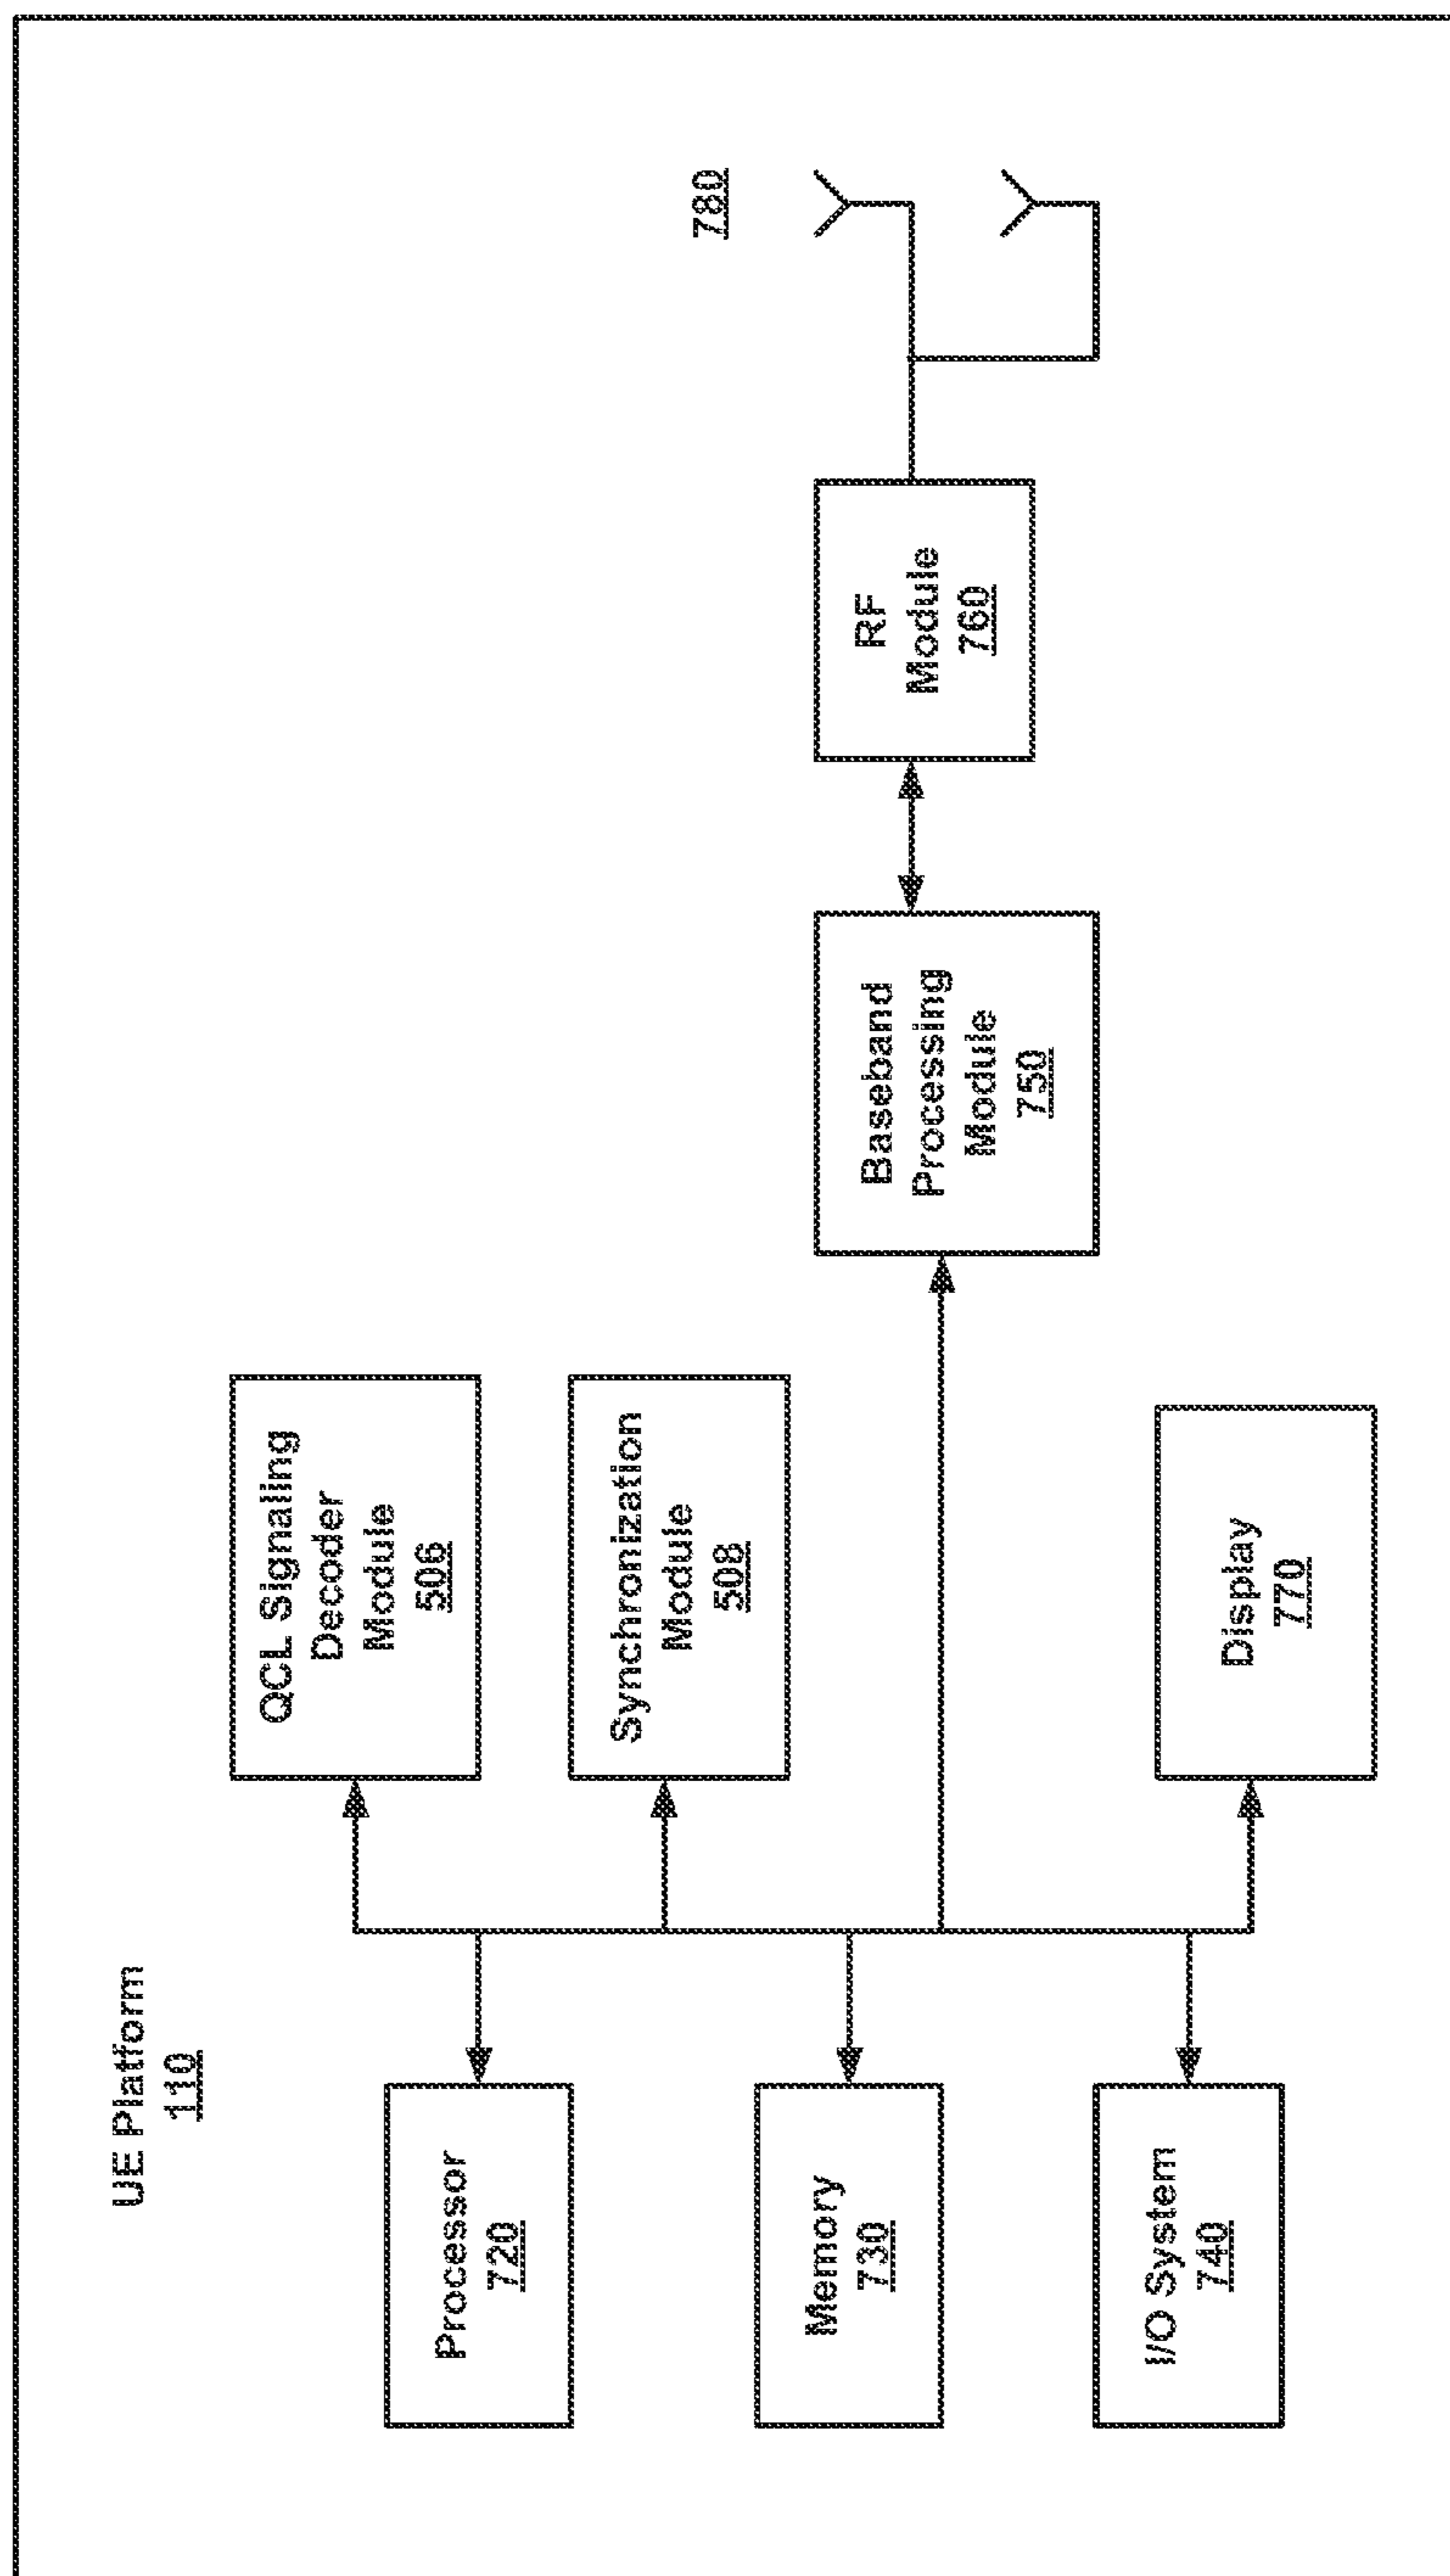 UE Platform
110
Processor
720
Memory
730
I/O System
740
QCL Signaling
Decoder
Module
506
Synchronization
Module
508
Display
770
Baseband
Processing
Module
750
RF
Module
760
780